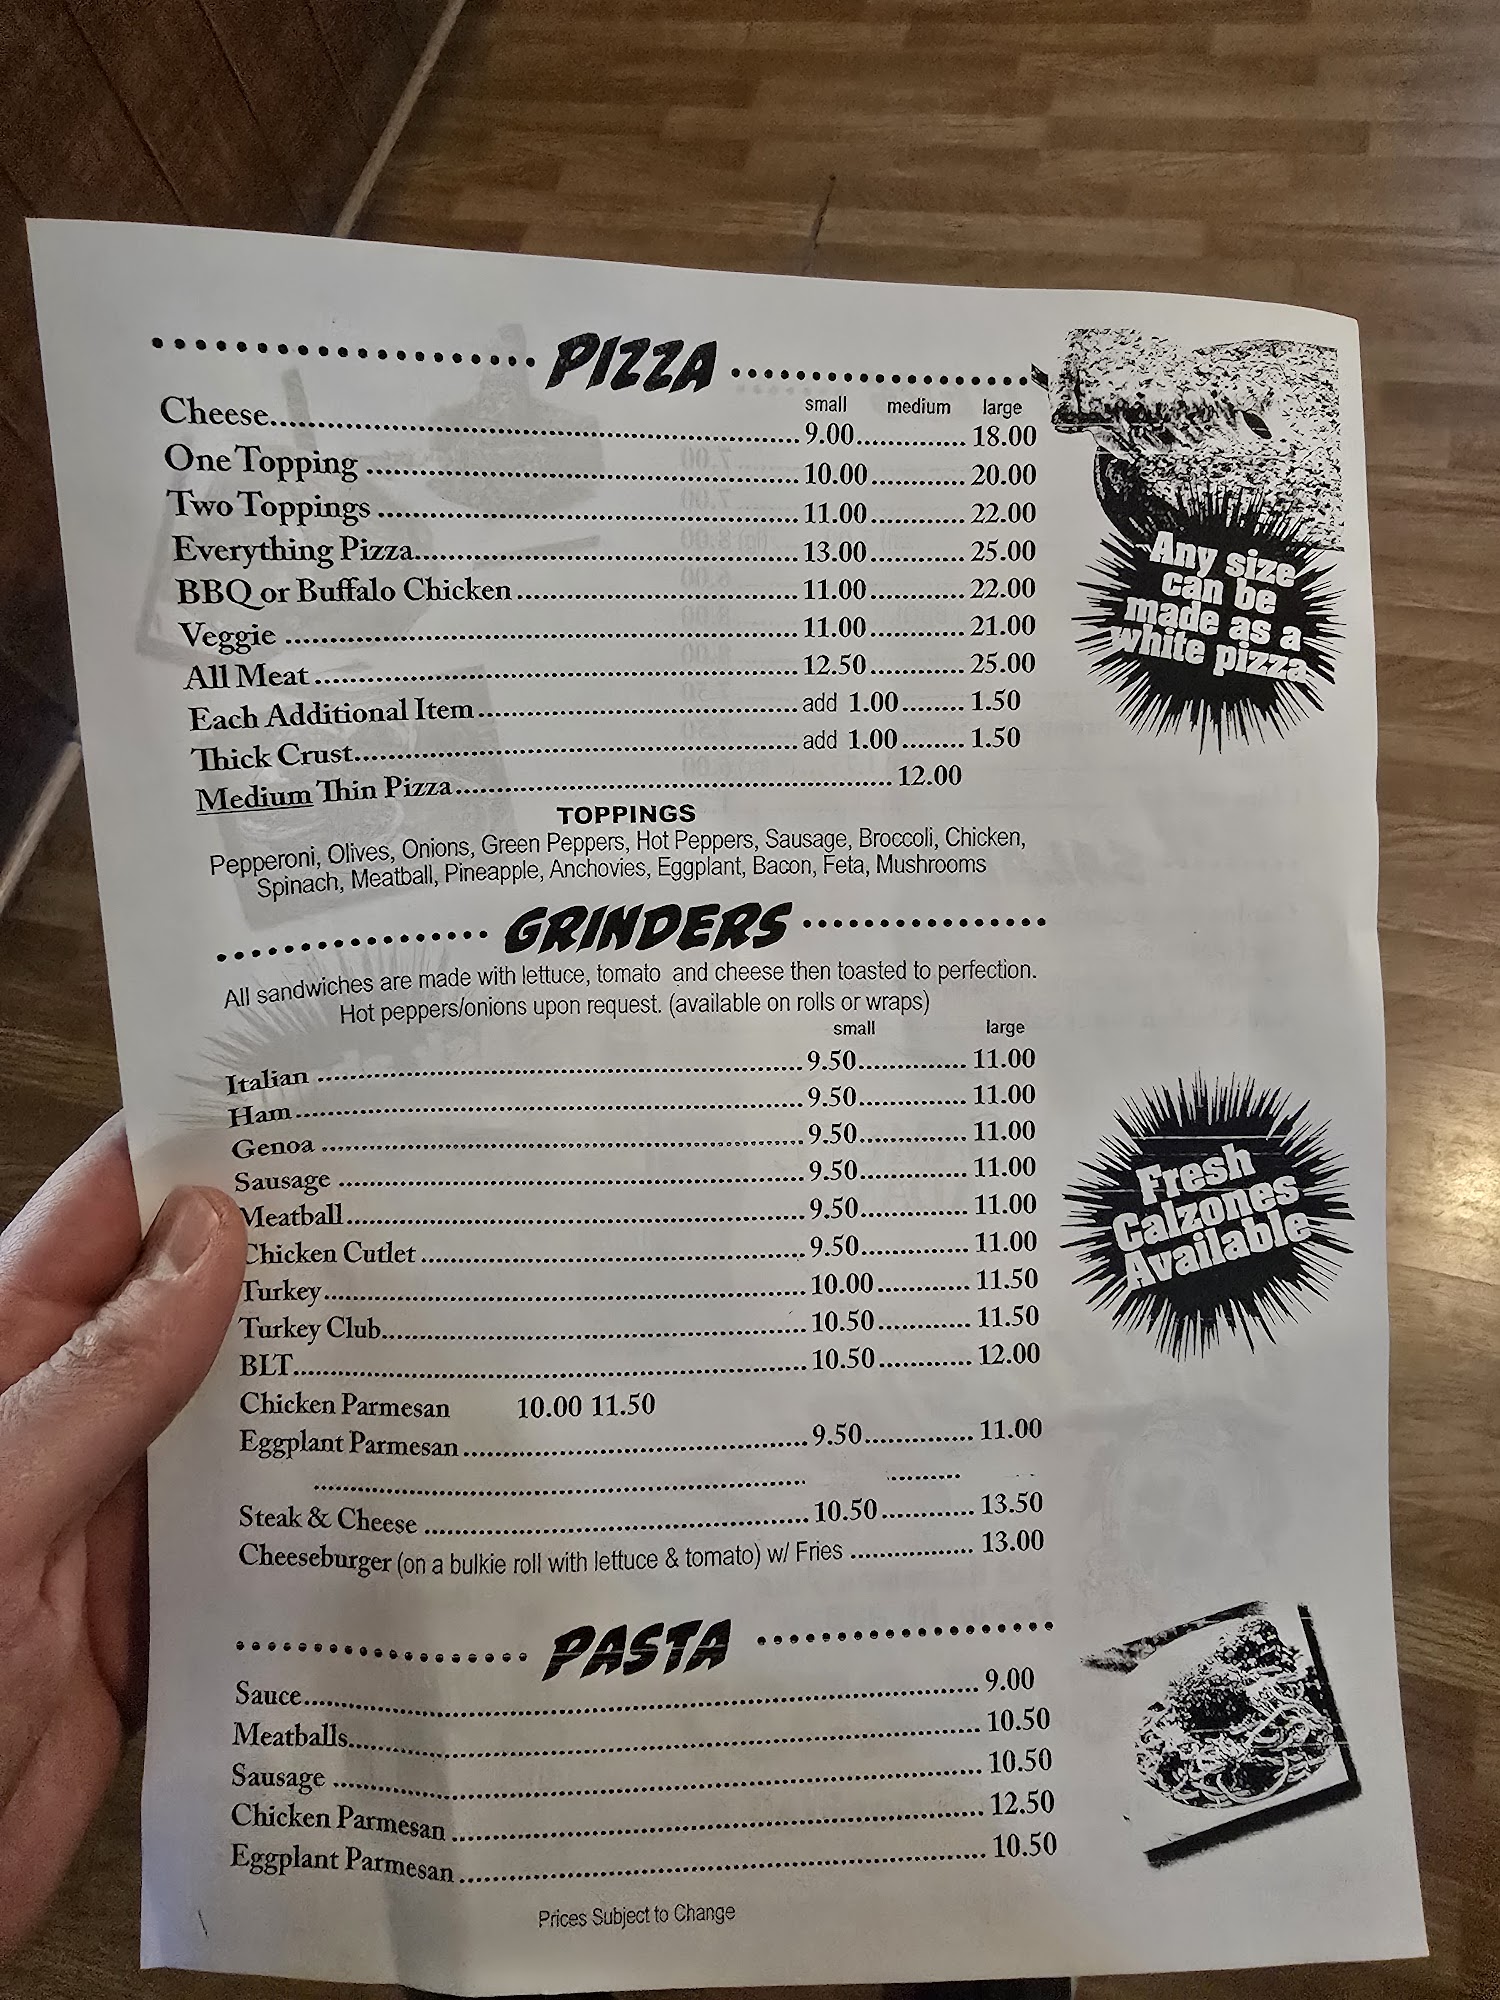 PIZZA
small medium large
Cheese 9.00 18.00
One Topping 10.00 20.00
Two Toppings 11.00 22.00
Everything Pizza 13.00 25.00
BBQ or Buffalo Chicken 11.00 22.00
Veggie 11.00 21.00
All Meat 12.50 25.00
Each Additional Item add 1.00 1.50
Thick Crust add 1.00 1.50
Medium Thin Pizza 12.00
Any size
can be
made as a
white pizza
TOPPINGS
Pepperoni, Olives, Onions, Green Peppers, Hot Peppers, Sausage, Broccoli, Chicken,
Spinach, Meatball, Pineapple, Anchovies, Eggplant, Bacon, Feta, Mushrooms
GRINDERS
All sandwiches are made with lettuce, tomato and cheese then toasted to perfection.
Hot peppers/onions upon request. (available on rolls or wraps)
small large
Italian 9.50 11.00
Ham 9.50 11.00
Genoa 9.50 11.00
Sausage 9.50 11.00
Meatball 9.50 11.00
Chicken Cutlet 9.50 11.00
Turkey 10.00 11.50
Turkey Club 10.50 11.50
BLT 10.50 12.00
Chicken Parmesan 10.00 11.50
Eggplant Parmesan 9.50 11.00
Steak & Cheese 10.50 13.50
Cheeseburger (on a bulkie roll with lettuce & tomato) w/ Fries 13.00
Fresh
Calzones
Available
PASTA
Sauce 9.00
Meatballs 10.50
Sausage 10.50
Chicken Parmesan 12.50
Eggplant Parmesan 10.50
Prices Subject to Change